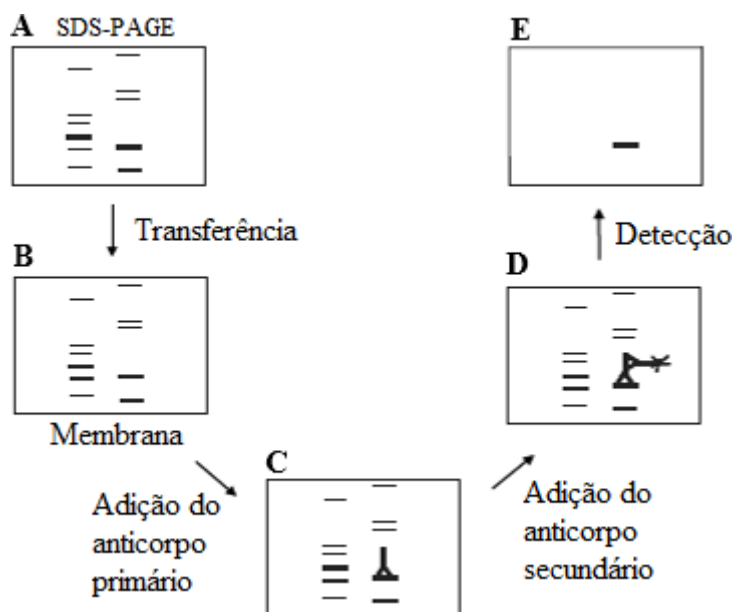 A
SDS-PAGE
Transferência
B
Membrana
Adição do
anticorpo
primário
C
Adição do
anticorpo
secundário
D
Detecção
E